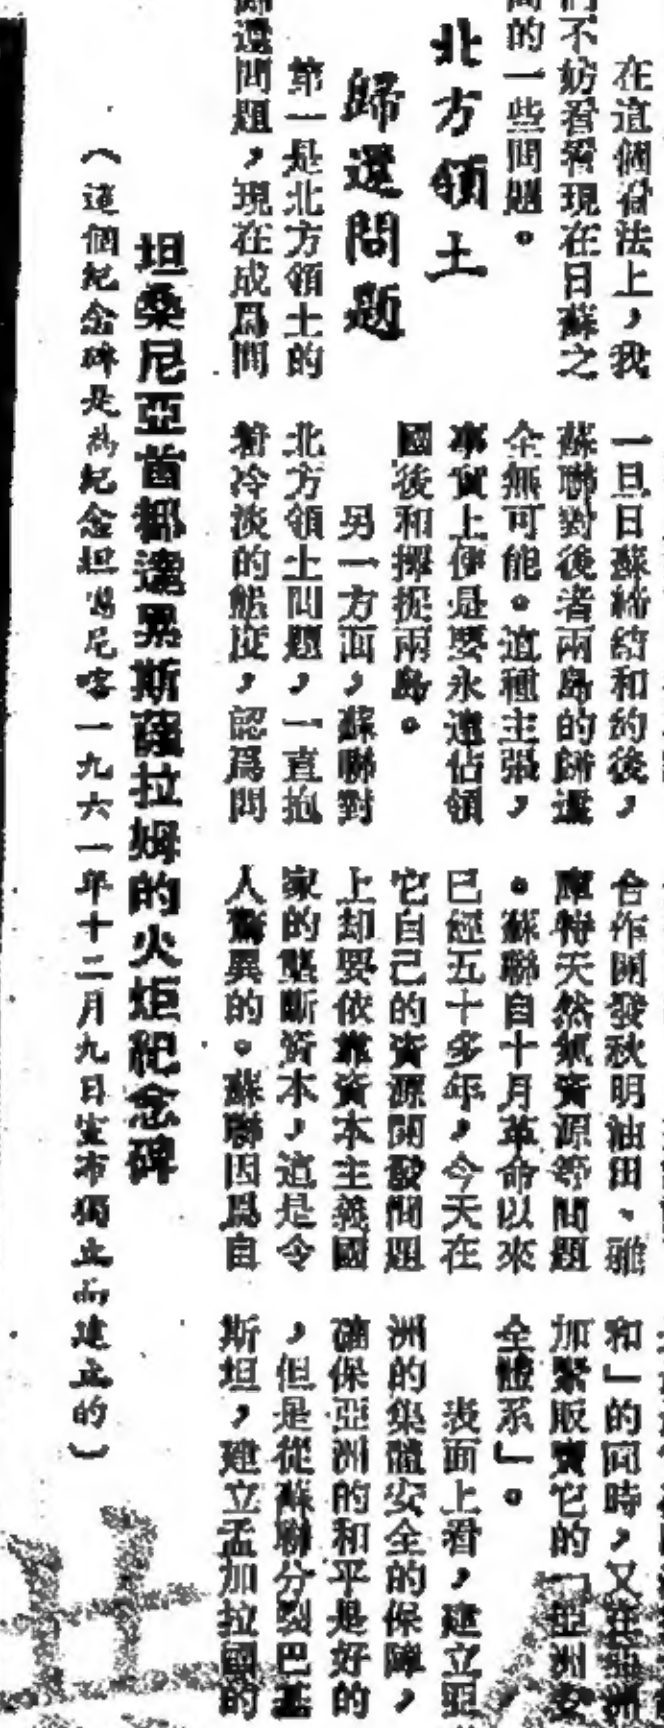 在這個看法上，我
們不妨看看現在日蘇之
間的一些問題。
北方領土
歸還問題
第一是北方領土的
歸還問題，現在成爲問
一旦日蘇締結和約後，
蘇聯對後者兩島的歸還
全無可能。這種主張，
事實上便是要永遠佔領
國後和擇捉兩島。
另一方面，蘇聯對
北方領土問題，一直抱
着冷淡的態度，認爲問
合作開發秋明油田、雅
庫特天然氣資源等問題
。蘇聯自十月革命以來
已經五十多年，今天在
它自己的資源開發問題
上却要依靠資本主義國
家的壟斷資本，這是令
人驚異的。蘇聯因爲自
和」的同時，又在亞洲
加緊販賣它的「亞洲安
全體系」。
表面上看，建立亞
洲的集體安全的保障，
確保亞洲的和平是好的
，但是從蘇聯分裂巴基
斯坦，建立孟加拉國的
坦桑尼亞首都達累斯薩拉姆的火炬紀念碑
（這個紀念碑是爲紀念坦噶尼喀一九六一年十二月九日宣布獨立而建立的）